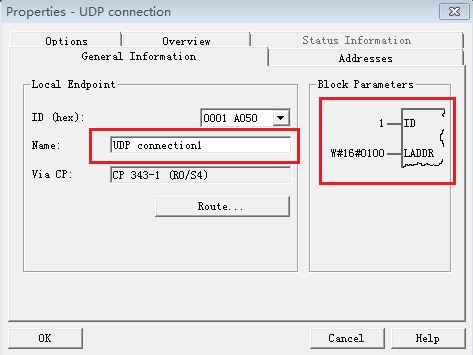 Properties - UDP connection
Options
Overview
Status Information
General Information
Addresses
Local Endpoint
ID (hex):
0001 A050
Name:
UDP connection1
Via CP:
CP 343-1 (R0/S4)
Route...
Block Parameters
1
ID
W#16#0100
LADDR
OK
Cancel
Help